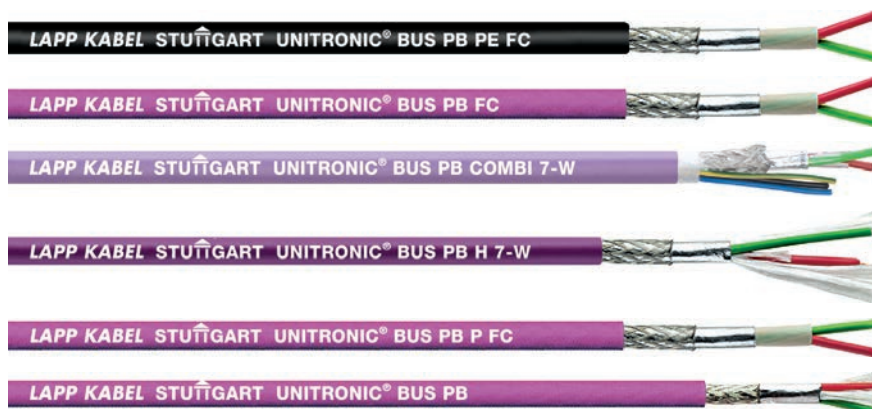 LAPP KABEL STUTTGART UNITRONIC® BUS PB PE FC
LAPP KABEL STUTTGART UNITRONIC® BUS PB FC
LAPP KABEL STUTTGART UNITRONIC® BUS PB COMBI 7-W
LAPP KABEL STUTTGART UNITRONIC® BUS PB H 7-W
LAPP KABEL STUTTGART UNITRONIC® BUS PB P FC
LAPP KABEL STUTTGART UNITRONIC® BUS PB